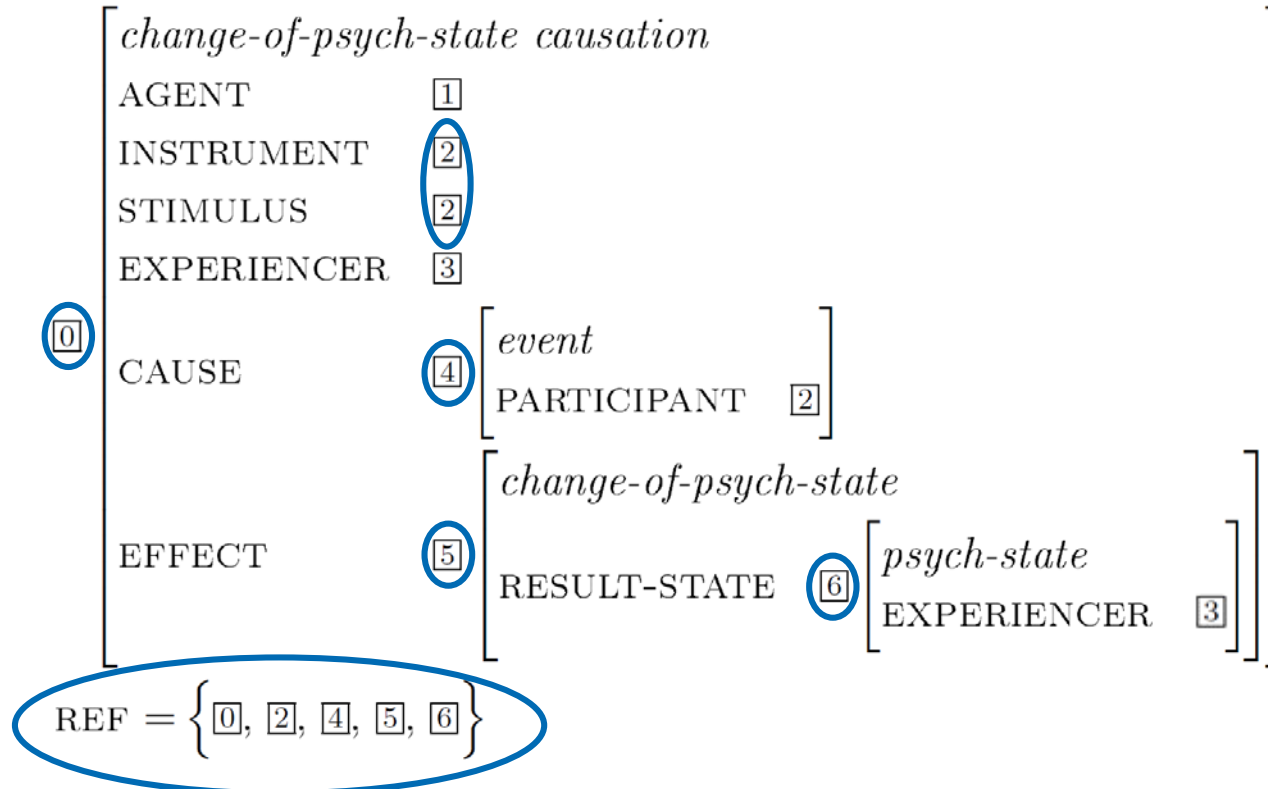 change-of-psych-state causation
AGENT 1
INSTRUMENT 2
STIMULUS 2
EXPERIENCER 3
0
CAUSE 4
event
PARTICIPANT 2
EFFECT 5
change-of-psych-state
RESULT-STATE 6
psych-state
EXPERIENCER 3
REF = {0, 2, 4, 5, 6}